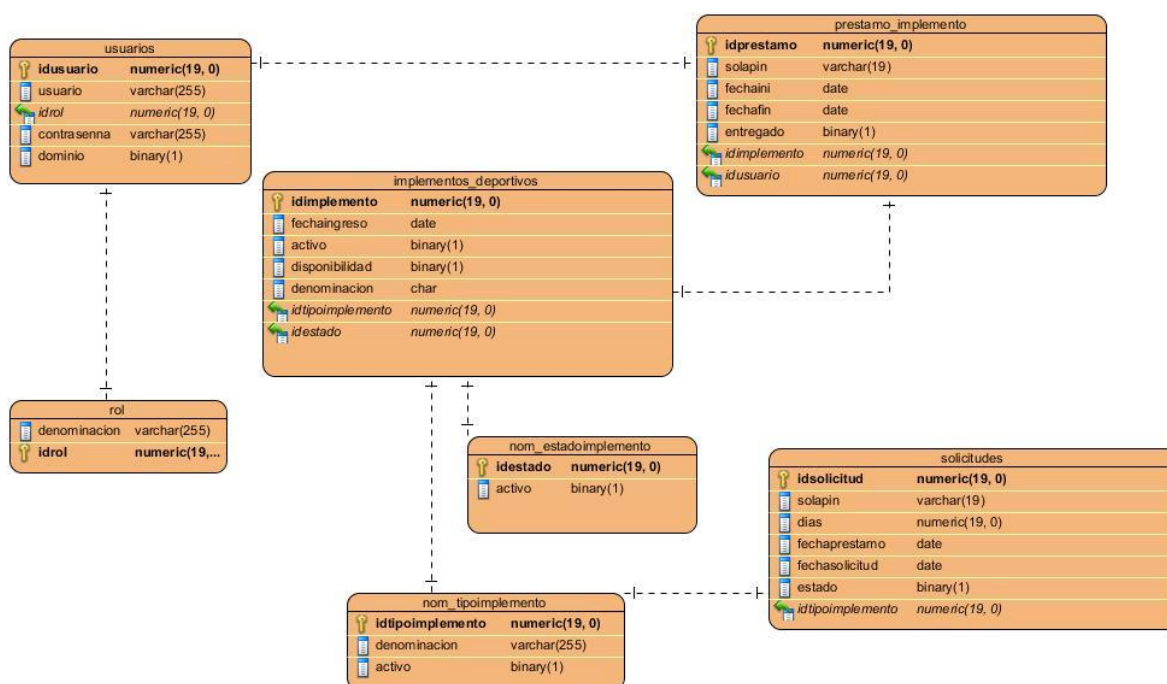 usuarios
idusuario numeric(19, 0)
usuario varchar(255)
idrol numeric(19, 0)
contrasenna varchar(255)
dominio binary(1)
prestamo_implemento
idprestamo numeric(19, 0)
solapin varchar(19)
fechaini date
fechafin date
entregado binary(1)
idimplemento numeric(19, 0)
idusuario numeric(19, 0)
implementos_deportivos
idimplemento numeric(19, 0)
fechaingreso date
activo binary(1)
disponibilidad binary(1)
denominacion char
idtipoimplemento numeric(19, 0)
idestado numeric(19, 0)
rol
denominacion varchar(255)
idrol numeric(19,...
nom_estadoimplemento
idestado numeric(19, 0)
activo binary(1)
solicitudes
idsolicitud numeric(19, 0)
solapin varchar(19)
dias numeric(19, 0)
fechaprestamo date
fechasolicitud date
estado binary(1)
idtipoimplemento numeric(19, 0)
nom_tipoimplemento
idtipoimplemento numeric(19, 0)
denominacion varchar(255)
activo binary(1)